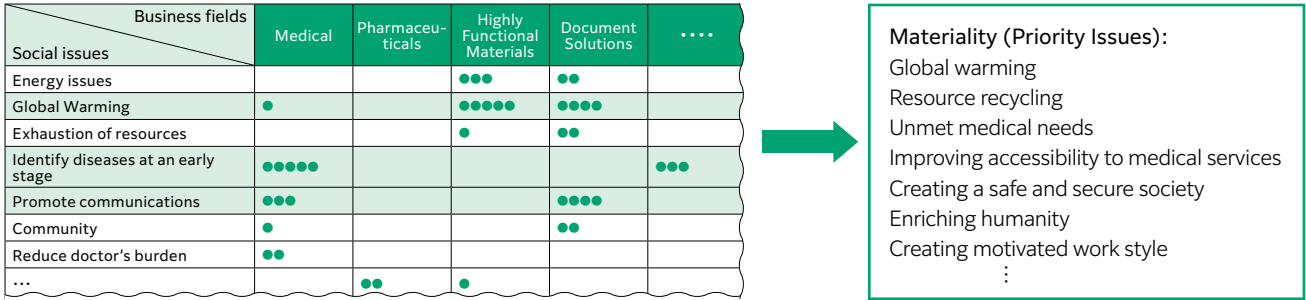 Business fields
Social issues
Medical
Pharmaceu-
ticals
Highly
Functional
Materials
Document
Solutions
••••
Energy issues
●●●
●●
Global Warming
●
●●●●●
●●●●
Exhaustion of resources
●
●●
Identify diseases at an early
stage
●●●●●
●●●
Promote communications
●●●
●●●●
Community
●
●●
Reduce doctor's burden
●●
...
●●
●
Materiality (Priority Issues):
Global warming
Resource recycling
Unmet medical needs
Improving accessibility to medical services
Creating a safe and secure society
Enriching humanity
Creating motivated work style
⋮